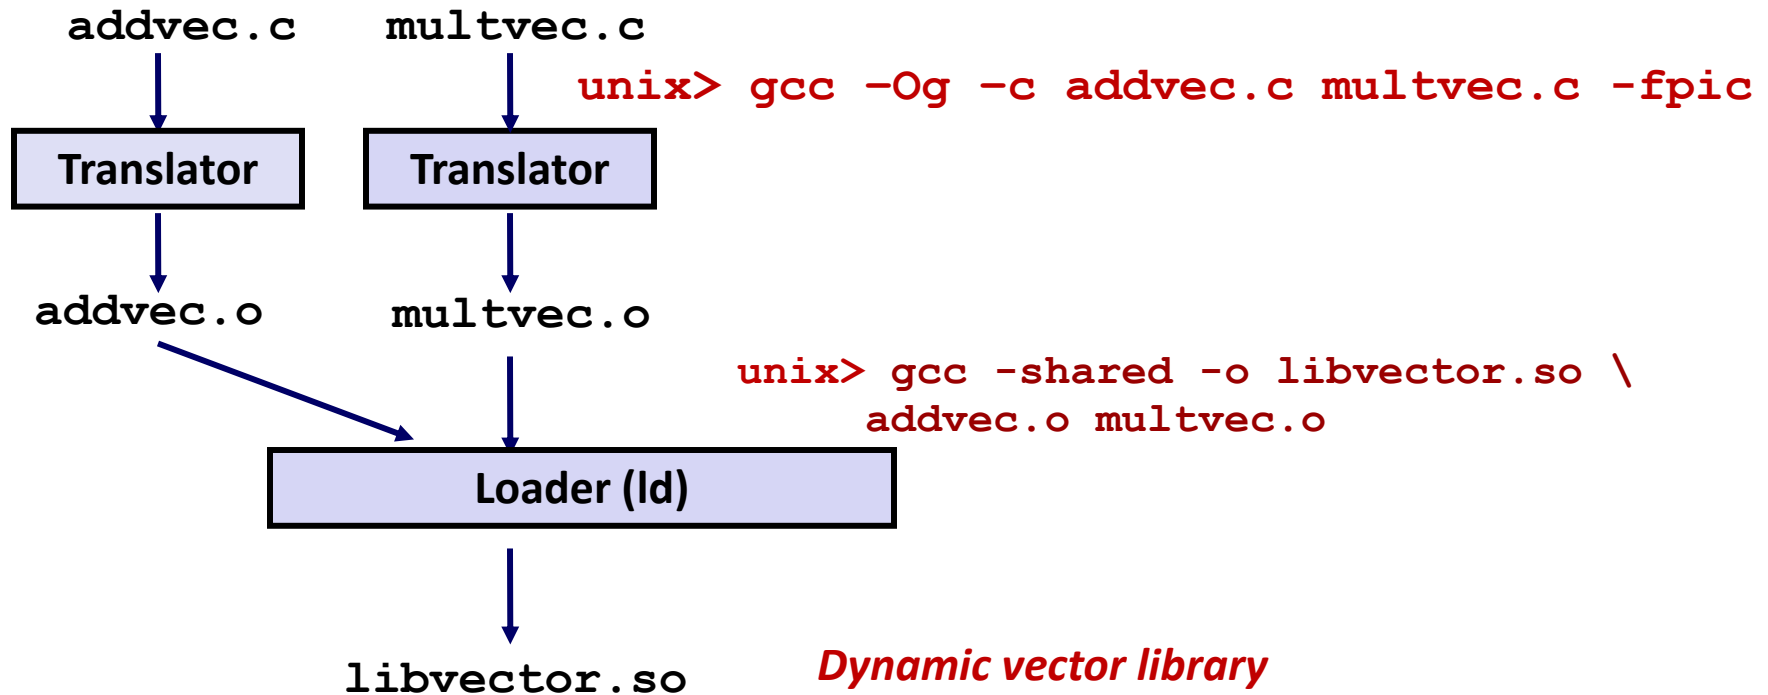 addvec.c multvec.c
unix> gcc –Og –c addvec.c multvec.c -fpic
Translator Translator
addvec.o multvec.o
unix> gcc -shared -o libvector.so \
addvec.o multvec.o
Loader (ld)
libvector.so
Dynamic vector library